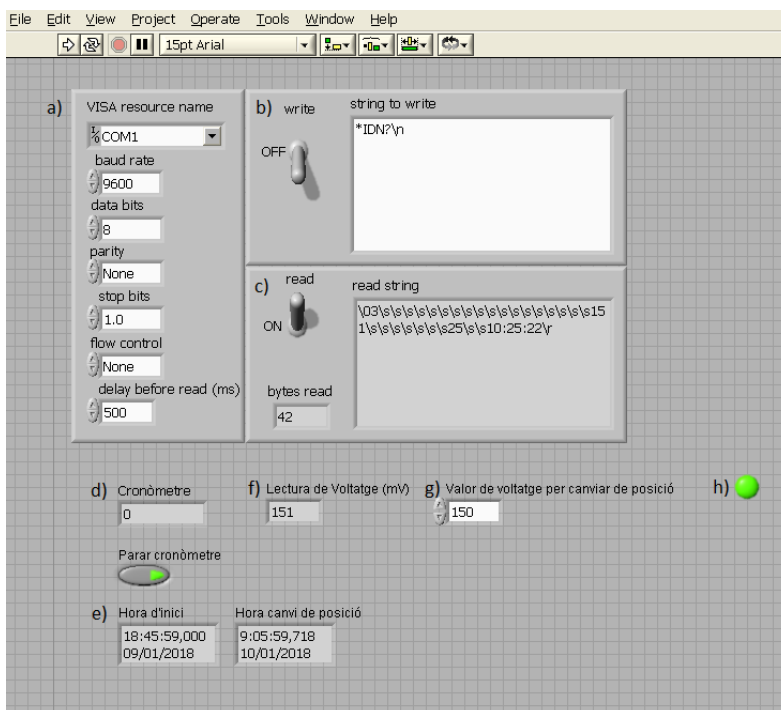 File Edit View Project Operate Tools Window Help
15pt Arial
a) VISA resource name
COM1
baud rate
9600
data bits
8
parity
None
stop bits
1.0
flow control
None
delay before read (ms)
500
b) write
OFF
string to write
*IDN?\n
c) read
ON
read string
\03\s\s\s\s\s\s\s\s\s\s\s\s\s\s\s\s\s\s\s15
1\s\s\s\s\s\s\s25\s\s10:25:22\r
bytes read
42
d) Cronòmetre
0
Parar cronòmetre
f) Lectura de Voltatge (mV)
151
g) Valor de voltatge per canviar de posició
150
h)
e) Hora d'inici
18:45:59,000
09/01/2018
Hora canvi de posició
9:05:59,718
10/01/2018